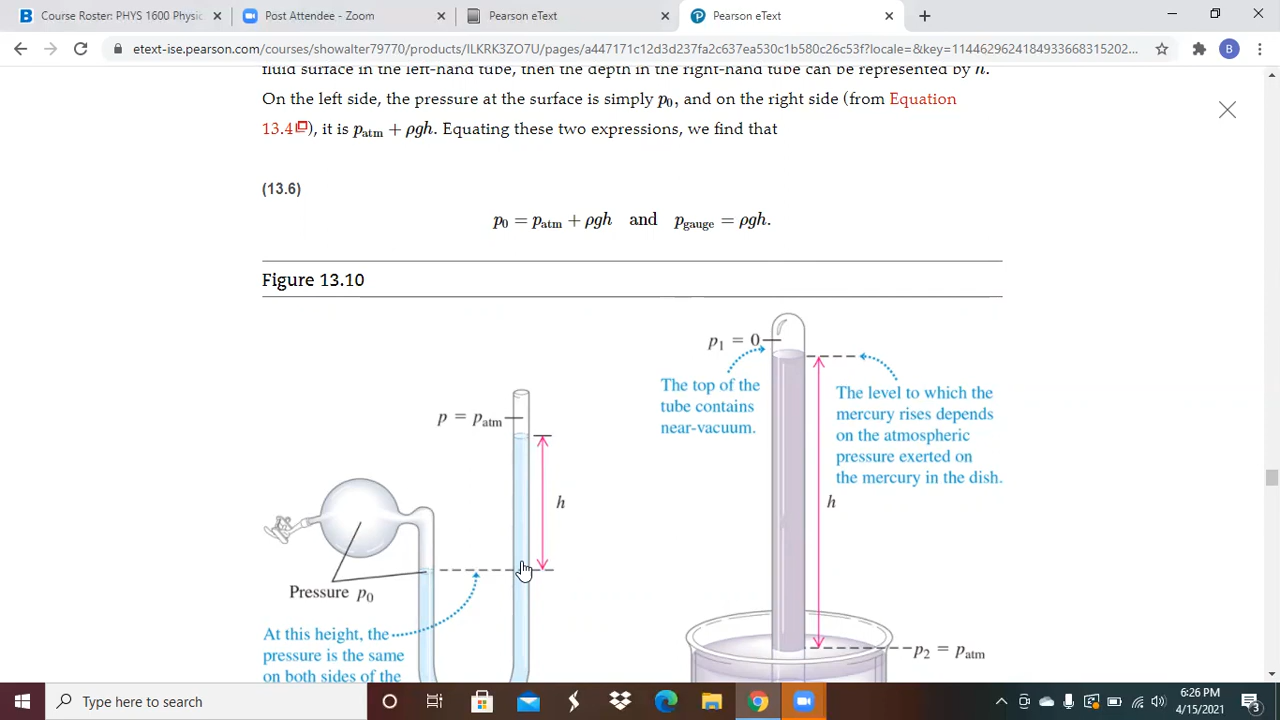 Course Roster: PHYS 1600 Physic
Post Attendee - Zoom
Pearson eText
Pearson eText
etext-ise.pearson.com/courses/showalter79770/products/ILKRK3ZO7U/pages/a447171c12d3d237fa2c637ea530c1b580c26c53f?locale=&key=1144629624184933668315202...
B
fluid surface in the left-hand tube, then the depth in the right-hand tube can be represented by h.
On the left side, the pressure at the surface is simply p₀, and on the right side (from Equation
13.4), it is pₐₜₘ + ρgh. Equating these two expressions, we find that
(13.6)
p₀ = pₐₜₘ + ρgh and p_gauge = ρgh.
Figure 13.10
p₁ = 0
The top of the
tube contains
near-vacuum.
The level to which the
mercury rises depends
on the atmospheric
pressure exerted on
the mercury in the dish.
p = pₐₜₘ
h
h
Pressure p₀
At this height, the
pressure is the same
on both sides of the
p₂ = pₐₜₘ
Type here to search
6:26 PM
4/15/2021
3